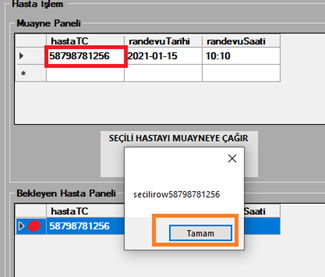 Hasta İşlem
Muayne Paneli
hastaTC randevuTarihi randevuSaati
58798781256 2021-01-15 10:10
SEÇİLİ HASTAYI MUAYNEYE ÇAĞIR
secilirow58798781256
Tamam
Bekleyen Hasta Paneli
hastaTC Saati
58798781256